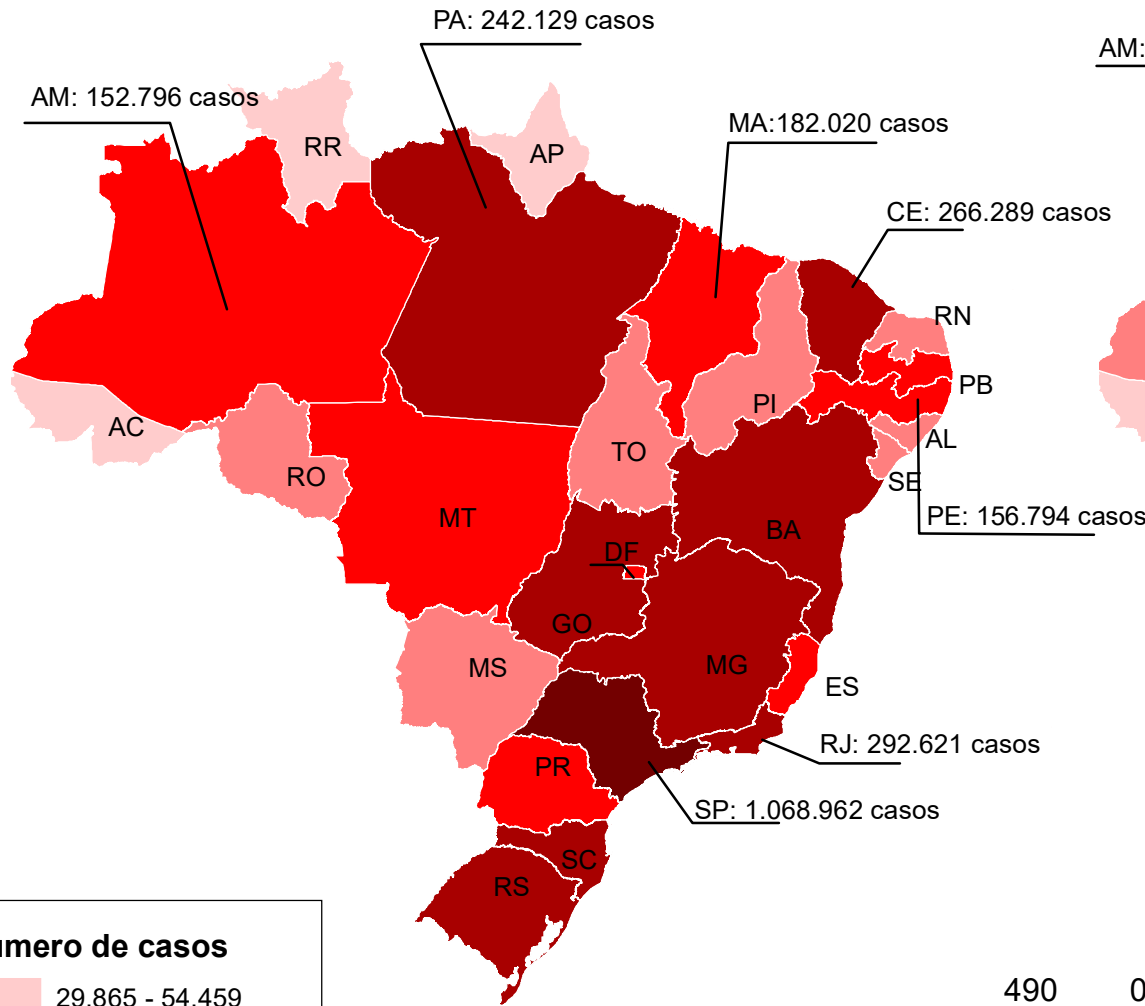 PA: 242.129 casos
AM:
AM: 152.796 casos
MA:182.020 casos
RR
AP
CE: 266.289 casos
RN
PB
PI
AC
AL
TO
RO
SE
MT
PE: 156.794 casos
BA
DF
GO
MG
MS
ES
RJ: 292.621 casos
PR
SP: 1.068.962 casos
SC
RS
úmero de casos
29.865 - 54.459
490 0